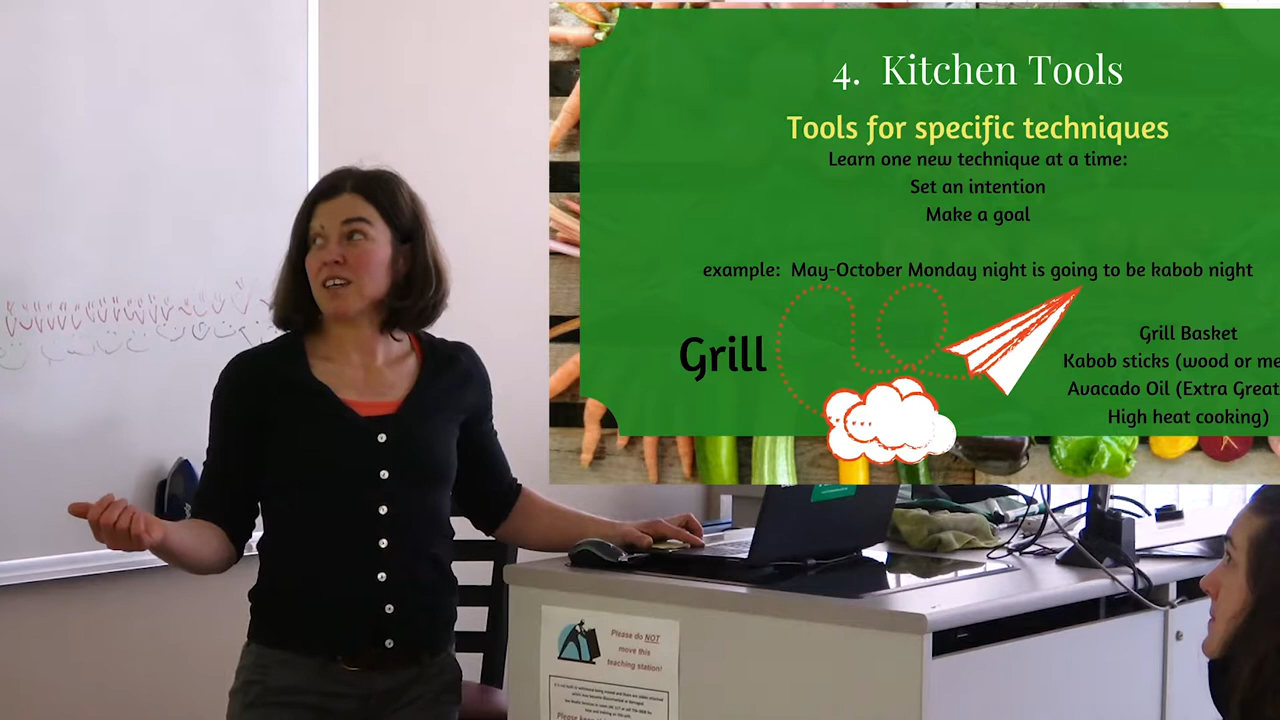 4. Kitchen Tools
Tools for specific techniques
Learn one new technique at a time:
Set an intention
Make a goal
example: May-October Monday night is going to be kabob night
Grill
Grill Basket
Kabob sticks (wood or me
Avacado Oil (Extra Great
High heat cooking)
Please do NOT
move this
teaching station!
Please